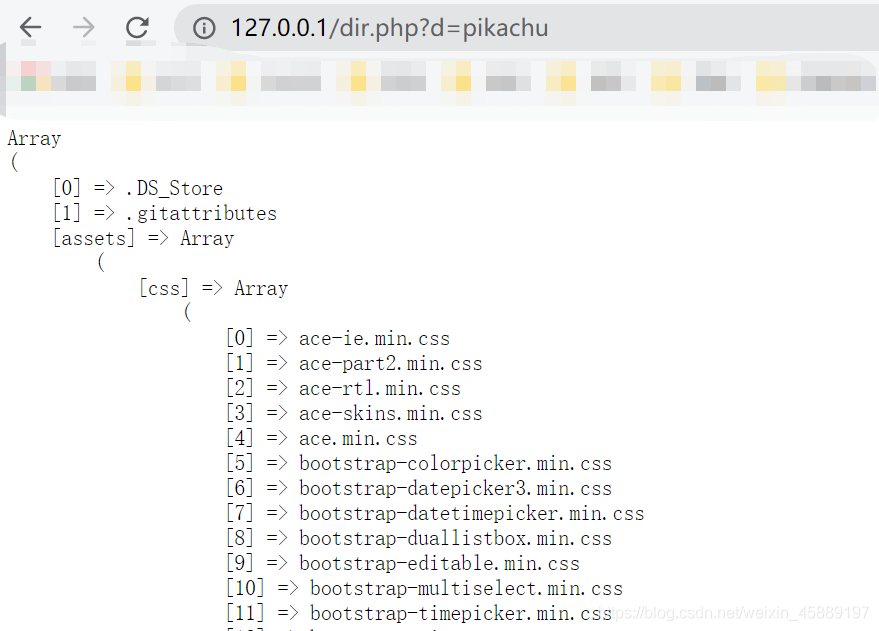 127.0.0.1/dir.php?d=pikachu
Array
(
[0] => .DS_Store
[1] => .gitattributes
[assets] => Array
(
[css] => Array
(
[0] => ace-ie.min.css
[1] => ace-part2.min.css
[2] => ace-rtl.min.css
[3] => ace-skins.min.css
[4] => ace.min.css
[5] => bootstrap-colorpicker.min.css
[6] => bootstrap-datepicker3.min.css
[7] => bootstrap-datetimepicker.min.css
[8] => bootstrap-duallistbox.min.css
[9] => bootstrap-editable.min.css
[10] => bootstrap-multiselect.min.css
[11] => bootstrap-timepicker.min.css
https://blog.csdn.net/weixin_45889197